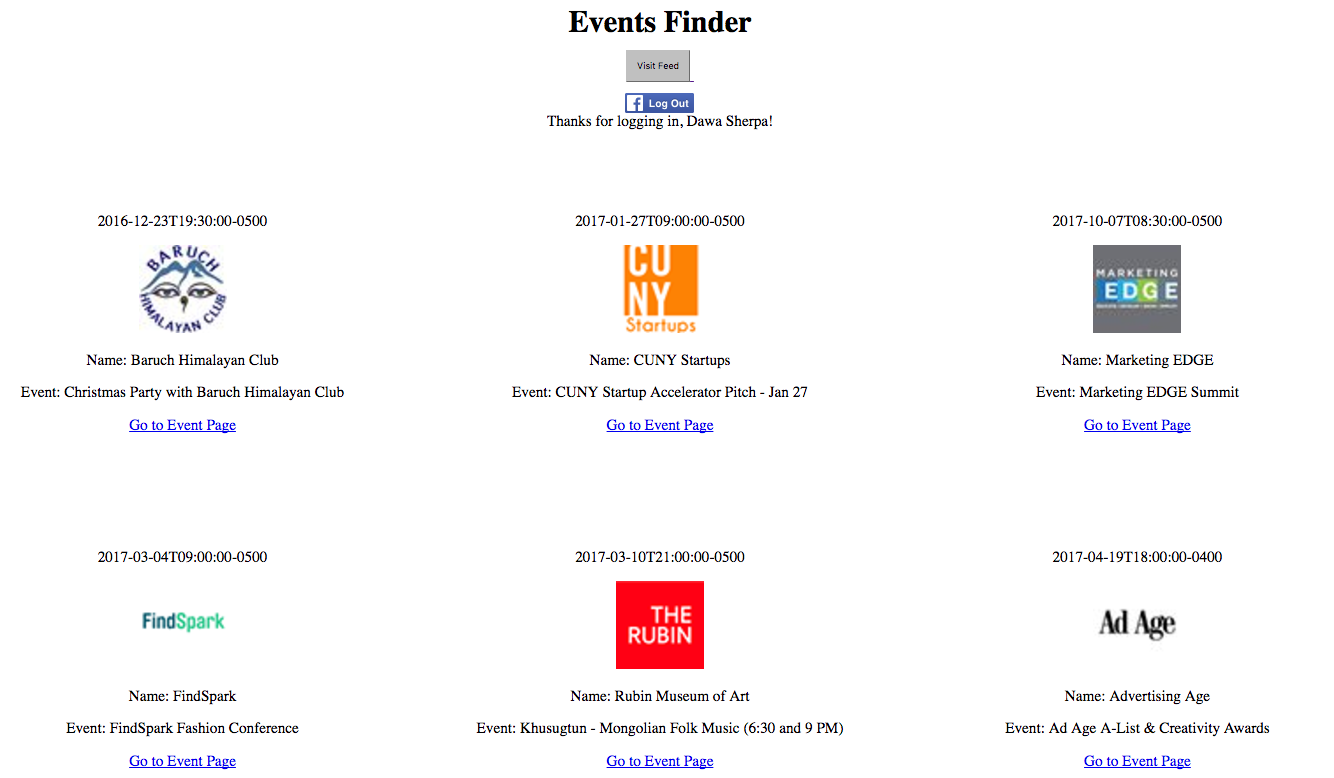 Events Finder
Visit Feed
Log Out
Thanks for logging in, Dawa Sherpa!
2016-12-23T19:30:00-0500
BARUCH
HIMALAYAN CLUB
Name: Baruch Himalayan Club
Event: Christmas Party with Baruch Himalayan Club
Go to Event Page
2017-01-27T09:00:00-0500
CU
NY
Startups
Name: CUNY Startups
Event: CUNY Startup Accelerator Pitch - Jan 27
Go to Event Page
2017-10-07T08:30:00-0500
MARKETING
EDGE
Name: Marketing EDGE
Event: Marketing EDGE Summit
Go to Event Page
2017-03-04T09:00:00-0500
FindSpark
Name: FindSpark
Event: FindSpark Fashion Conference
Go to Event Page
2017-03-10T21:00:00-0500
THE
RUBIN
Name: Rubin Museum of Art
Event: Khusugtun - Mongolian Folk Music (6:30 and 9 PM)
Go to Event Page
2017-04-19T18:00:00-0400
Ad Age
Name: Advertising Age
Event: Ad Age A-List & Creativity Awards
Go to Event Page